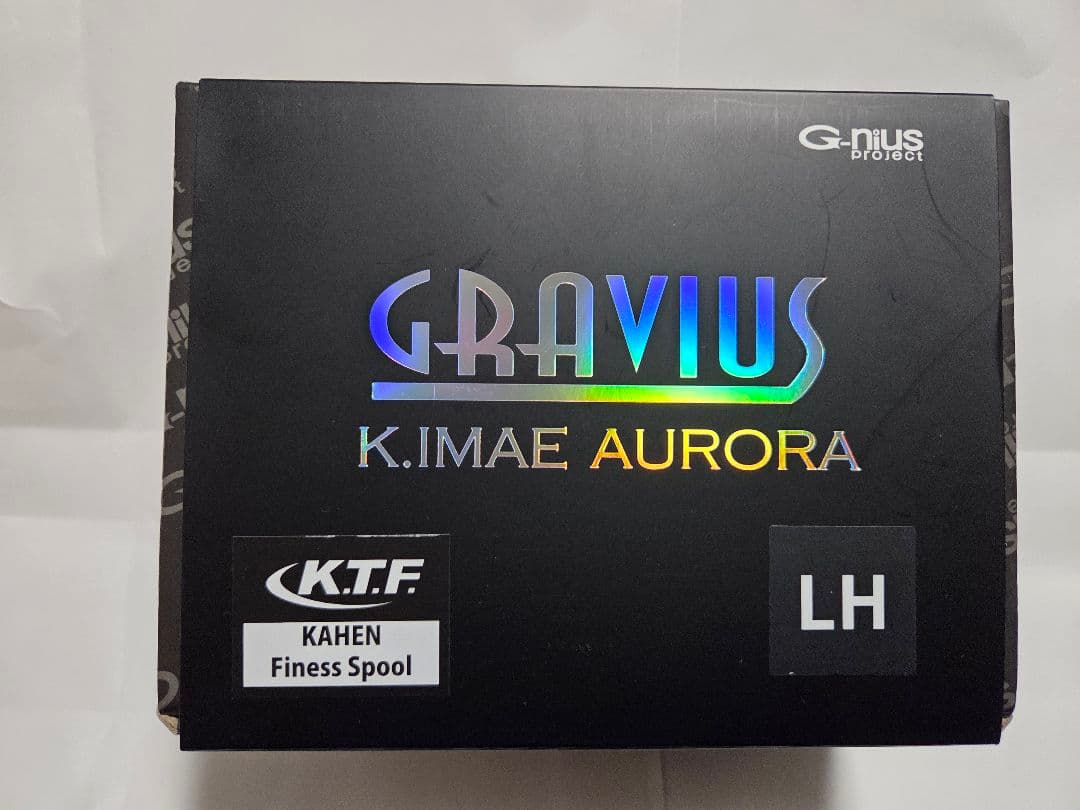 G-nius
project
GRAVIUS
K.IMAE AURORA
K.T.F.
KAHEN
Finess Spool
LH